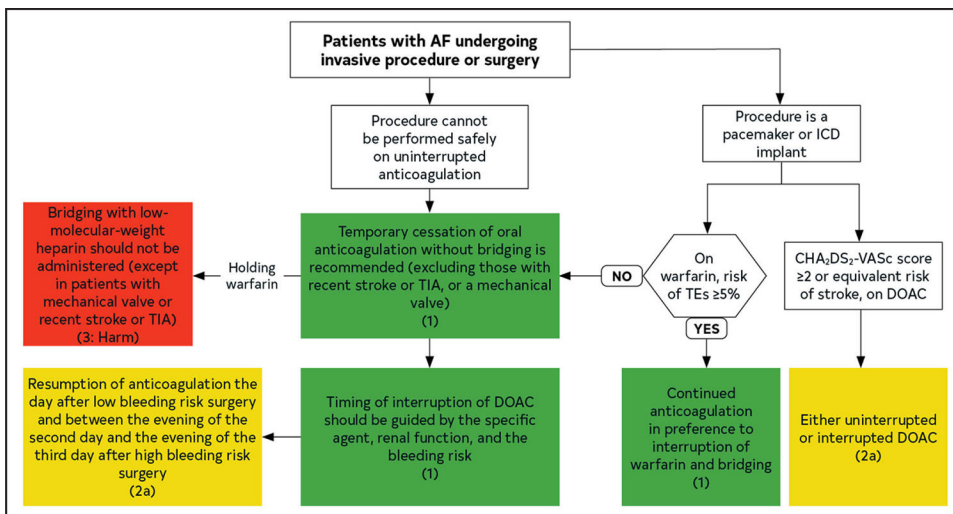 Patients with AF undergoing
invasive procedure or surgery
Procedure cannot
be performed safely
on uninterrupted
anticoagulation
Procedure is a
pacemaker or ICD
implant
Bridging with low-
molecular-weight
heparin should not be
administered (except
in patients with
mechanical valve or
recent stroke or TIA)
(3: Harm)
Holding
warfarin
Temporary cessation of oral
anticoagulation without bridging is
recommended (excluding those with
recent stroke or TIA, or a mechanical
valve)
(1)
NO
On
warfarin, risk
of TEs ≥5%
YES
CHA₂DS₂-VASc score
≥2 or equivalent risk
of stroke, on DOAC
Resumption of anticoagulation the
day after low bleeding risk surgery
and between the evening of the
second day and the evening of the
third day after high bleeding risk
surgery
(2a)
Timing of interruption of DOAC
should be guided by the specific
agent, renal function, and the
bleeding risk
(1)
Continued
anticoagulation
in preference to
interruption of
warfarin and bridging
(1)
Either uninterrupted
or interrupted DOAC
(2a)